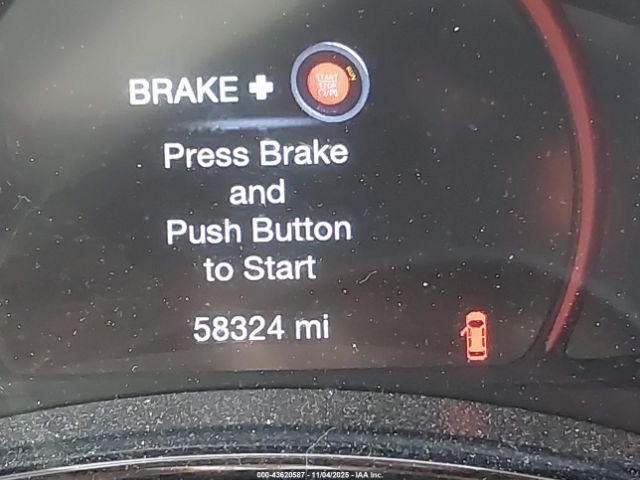 BRAKE + START STOP RUN
Press Brake
and
Push Button
to Start
58324 mi
000-43620587 - 11/04/2025 - IAA Inc.